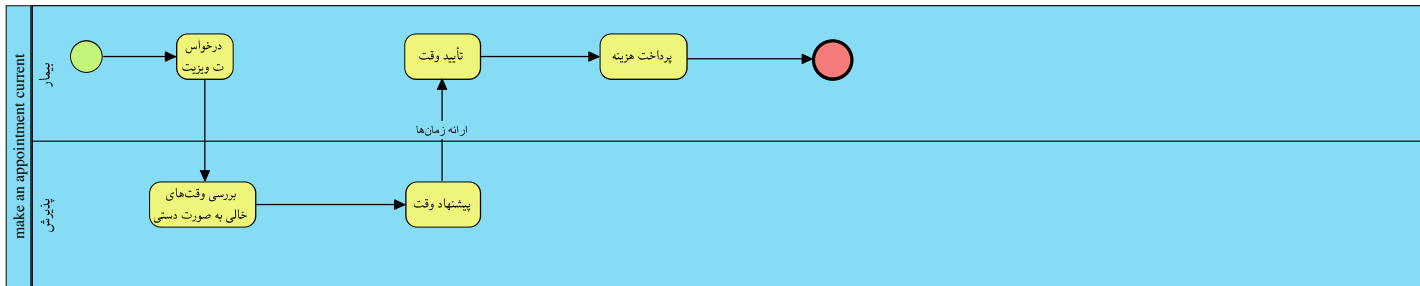 make an appointment current
بیمار
درخواس
ت ویزیت
تأیید وقت
پرداخت هزینه
ارائه زمان‌ها
پذیرش
بررسی وقت‌های
خالی به صورت دستی
پیشنهاد وقت